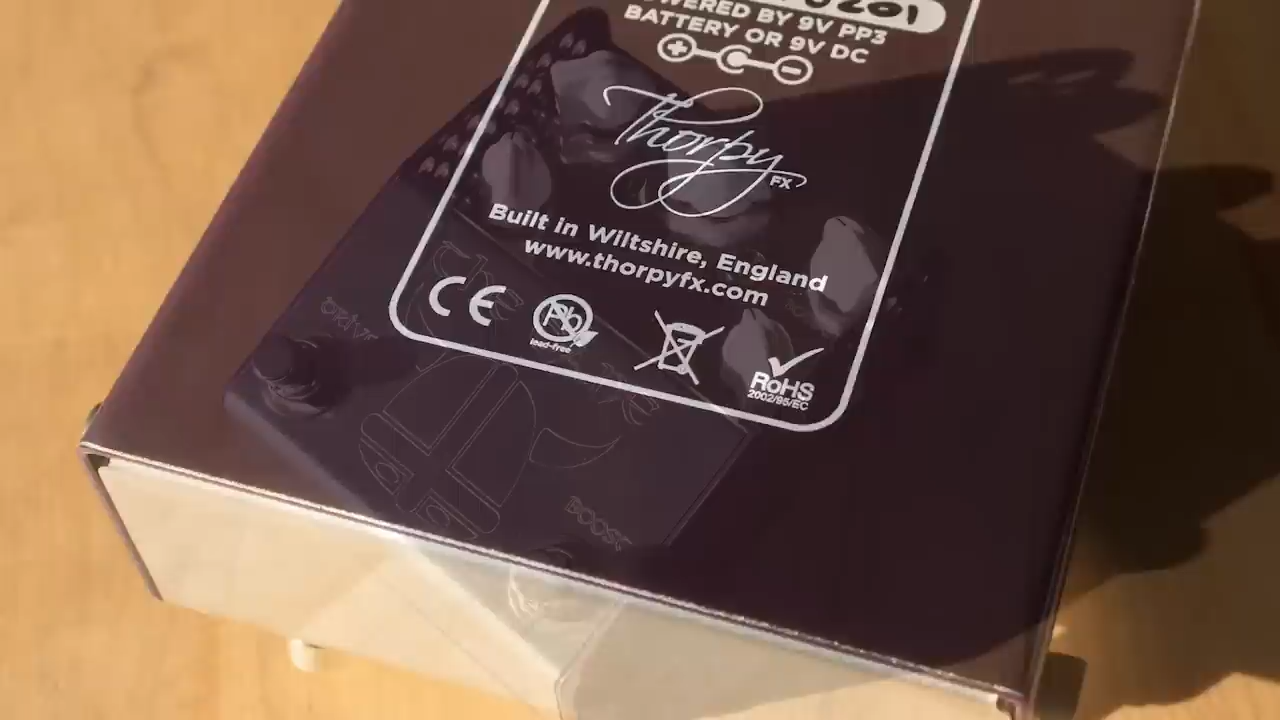 POWERED BY 9V PP3
BATTERY OR 9V DC
Thorpy
FX
Built in Wiltshire, England
www.thorpyfx.com
CE
Pb
lead-free
RoHS
2002/95/EC
DRIVE
BOOST